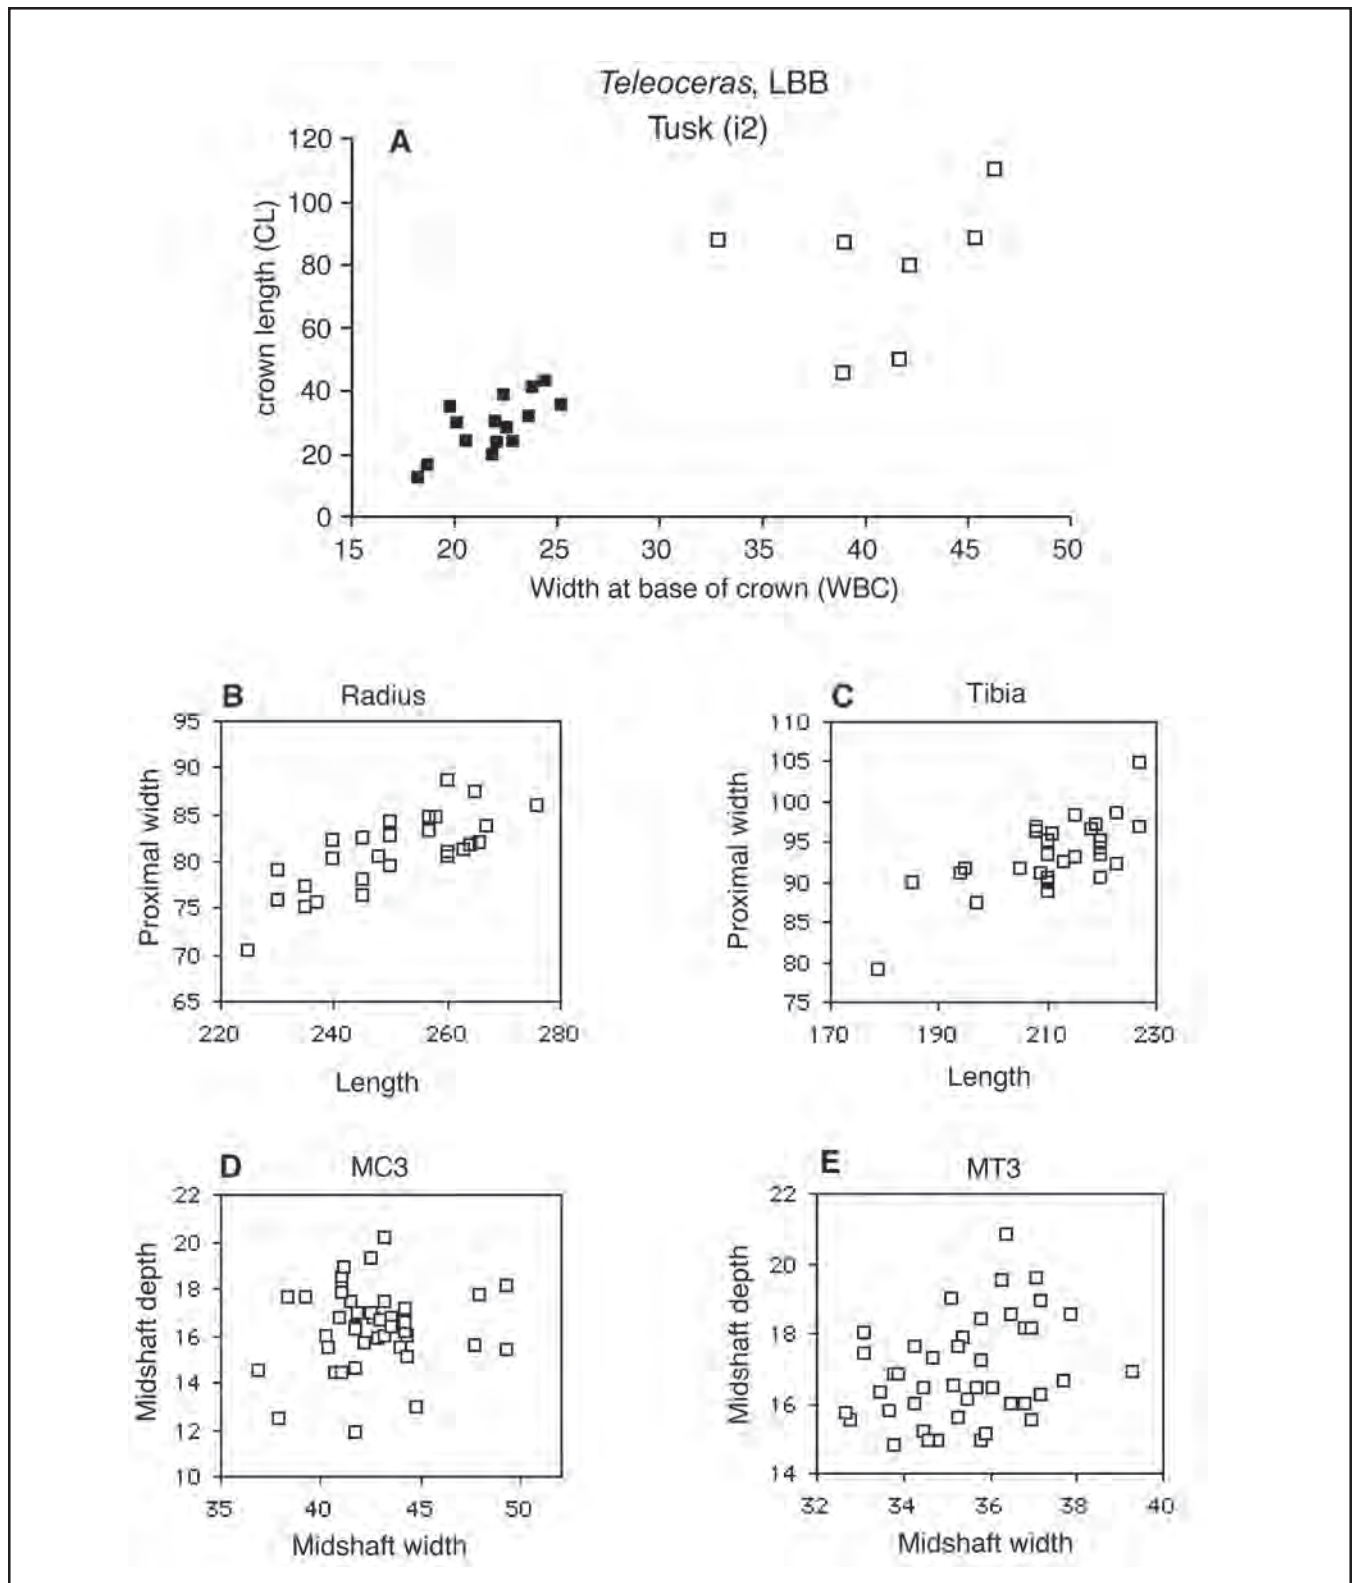 Teleoceras, LBB
Tusk (i2)
A
120
100
80
60
40
20
0
crown length (CL)
15 20 25 30 35 40 45 50
Width at base of crown (WBC)
B Radius
95
90
85
80
75
70
65
Proximal width
220 240 260 280
Length
C Tibia
110
105
100
95
90
85
80
75
Proximal width
170 190 210 230
Length
D MC3
22
20
18
16
14
12
10
Midshaft depth
35 40 45 50
Midshaft width
E MT3
22
20
18
16
14
Midshaft depth
32 34 36 38 40
Midshaft width